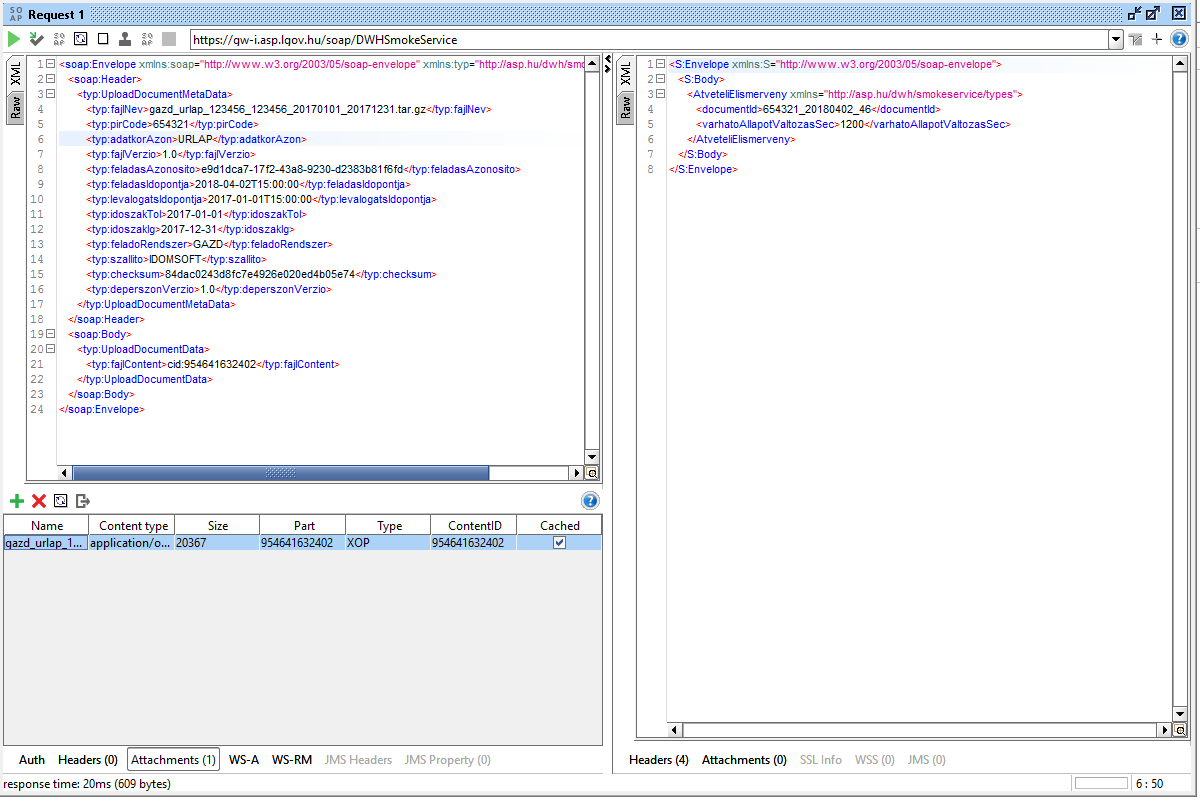 SO AP Request 1
https://qw-i.asp.lgov.hu/soap/DWHSmokeService
XML
Raw
1 <soap:Envelope xmlns:soap="http://www.w3.org/2003/05/soap-envelope" xmlns:typ="http://asp.hu/dwh/smo
2 <soap:Header>
3 <typ:UploadDocumentMetaData>
4 <typ:fajlNev>gazd_urlap_123456_123456_20170101_20171231.tar.gz</typ:fajlNev>
5 <typ:pirCode>654321</typ:pirCode>
6 <typ:adatkorAzon>URLAP</typ:adatkorAzon>
7 <typ:fajlVerzio>1.0</typ:fajlVerzio>
8 <typ:feladasAzonosito>e9d1dca7-17f2-43a8-9230-d2383b81f6fd</typ:feladasAzonosito>
9 <typ:feladasIdopontja>2018-04-02T15:00:00</typ:feladasIdopontja>
10 <typ:levalogatsIdopontja>2017-01-01T15:00:00</typ:levalogatsIdopontja>
11 <typ:idoszakTol>2017-01-01</typ:idoszakTol>
12 <typ:idoszakIg>2017-12-31</typ:idoszakIg>
13 <typ:feladoRendszer>GAZD</typ:feladoRendszer>
14 <typ:szallito>IDOMSOFT</typ:szallito>
15 <typ:checksum>84dac0243d8fc7e4926e020ed4b05e74</typ:checksum>
16 <typ:deperszonVerzio>1.0</typ:deperszonVerzio>
17 </typ:UploadDocumentMetaData>
18 </soap:Header>
19 <soap:Body>
20 <typ:UploadDocumentData>
21 <typ:fajlContent>cid:954641632402</typ:fajlContent>
22 </typ:UploadDocumentData>
23 </soap:Body>
24 </soap:Envelope>
Name Content type Size Part Type ContentID Cached
gazd_urlap_1... application/o... 20367 954641632402 XOP 954641632402
Auth Headers (0) Attachments (1) WS-A WS-RM JMS Headers JMS Property (0)
response time: 20ms (609 bytes)
XML
Raw
1 <S:Envelope xmlns:S="http://www.w3.org/2003/05/soap-envelope">
2 <S:Body>
3 <AtveteliElismerveny xmlns="http://asp.hu/dwh/smokeservice/types">
4 <documentId>654321_20180402_46</documentId>
5 <varhatoAllapotValtozasSec>1200</varhatoAllapotValtozasSec>
6 </AtveteliElismerveny>
7 </S:Body>
8 </S:Envelope>
Headers (4) Attachments (0) SSL Info WSS (0) JMS (0)
6 : 50